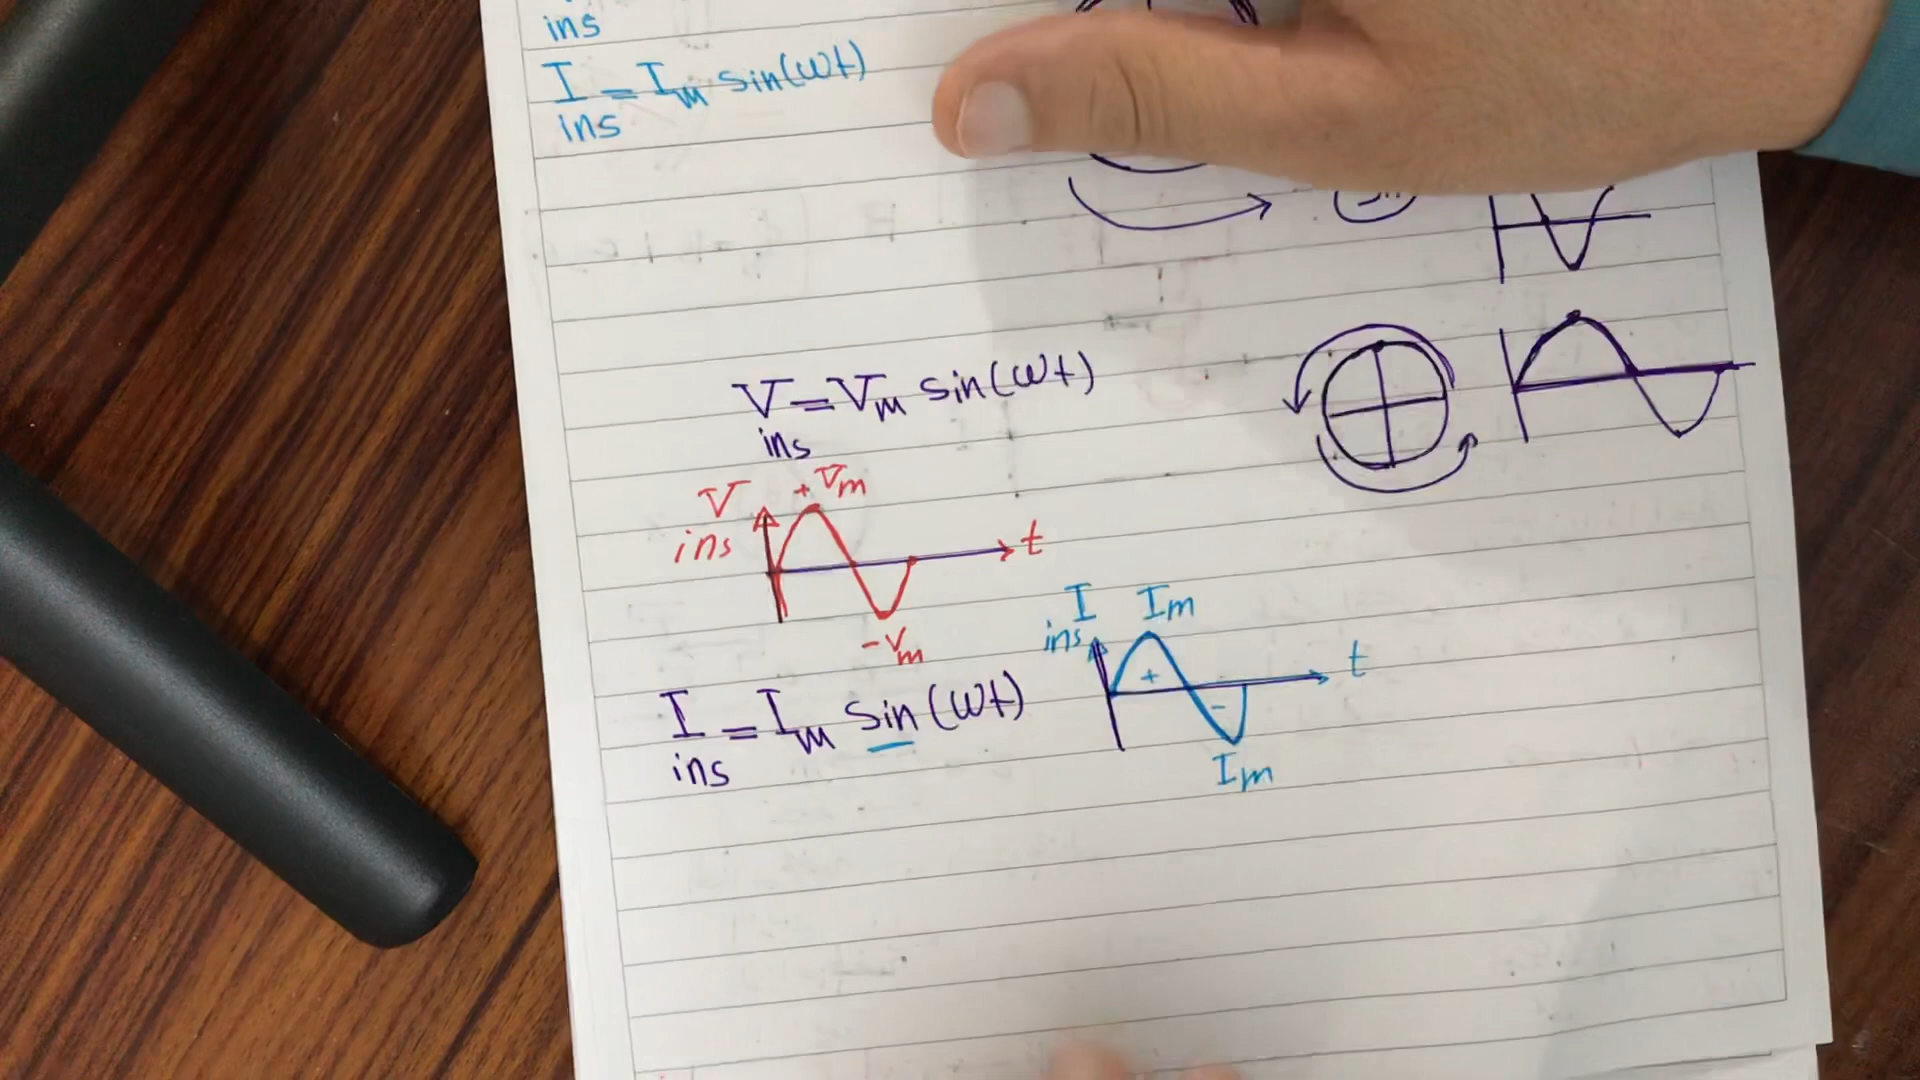 ins
I = Im sin(ωt)
ins
V = Vm sin(ωt)
ins
V
ins
+ Vm
t
-Vm
I
ins
Im
+
-
t
Im
I = Im sin(ωt)
ins